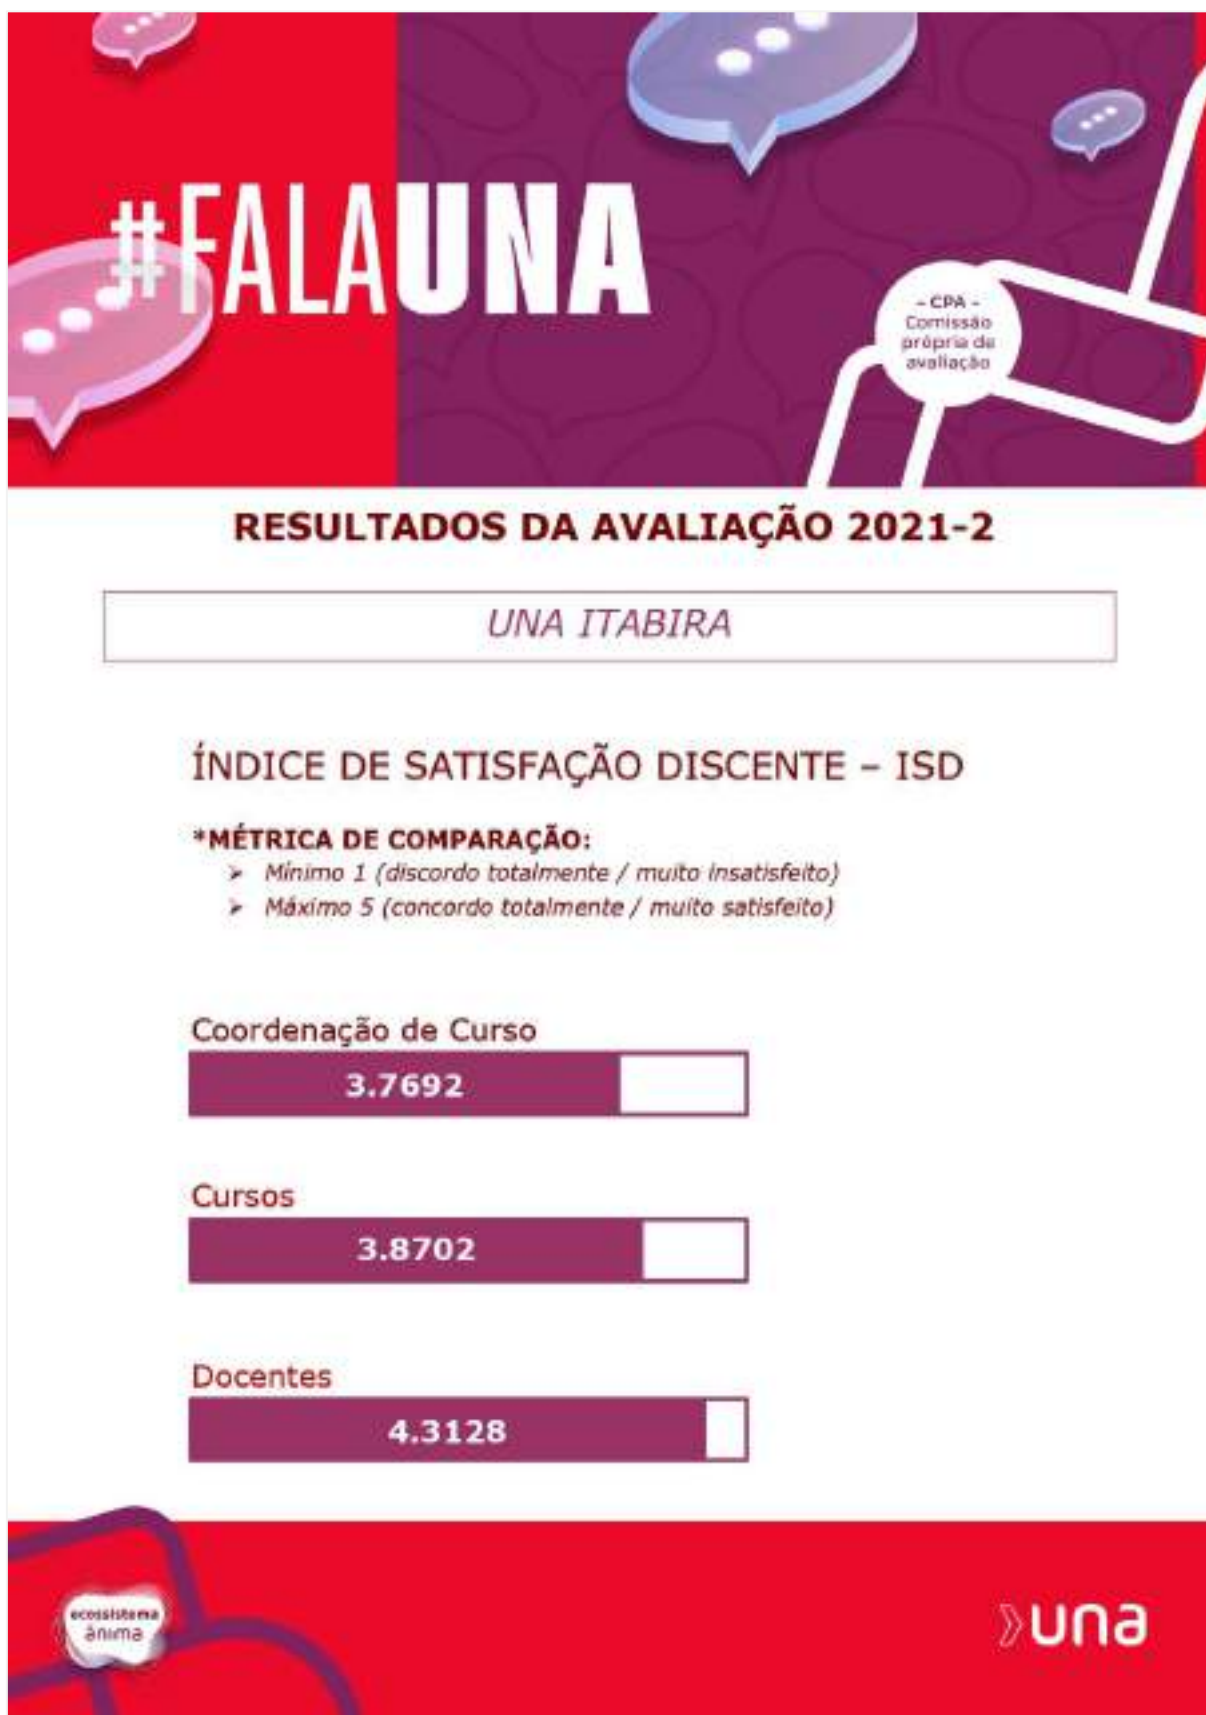 #FALAUNA
- CPA -
Comissão
própria de
avaliação
RESULTADOS DA AVALIAÇÃO 2021-2
UNA ITABIRA
ÍNDICE DE SATISFAÇÃO DISCENTE – ISD
*MÉTRICA DE COMPARAÇÃO:
➢ Mínimo 1 (discordo totalmente / muito insatisfeito)
➢ Máximo 5 (concordo totalmente / muito satisfeito)
Coordenação de Curso
3.7692
Cursos
3.8702
Docentes
4.3128
ecossistema
ânima
una